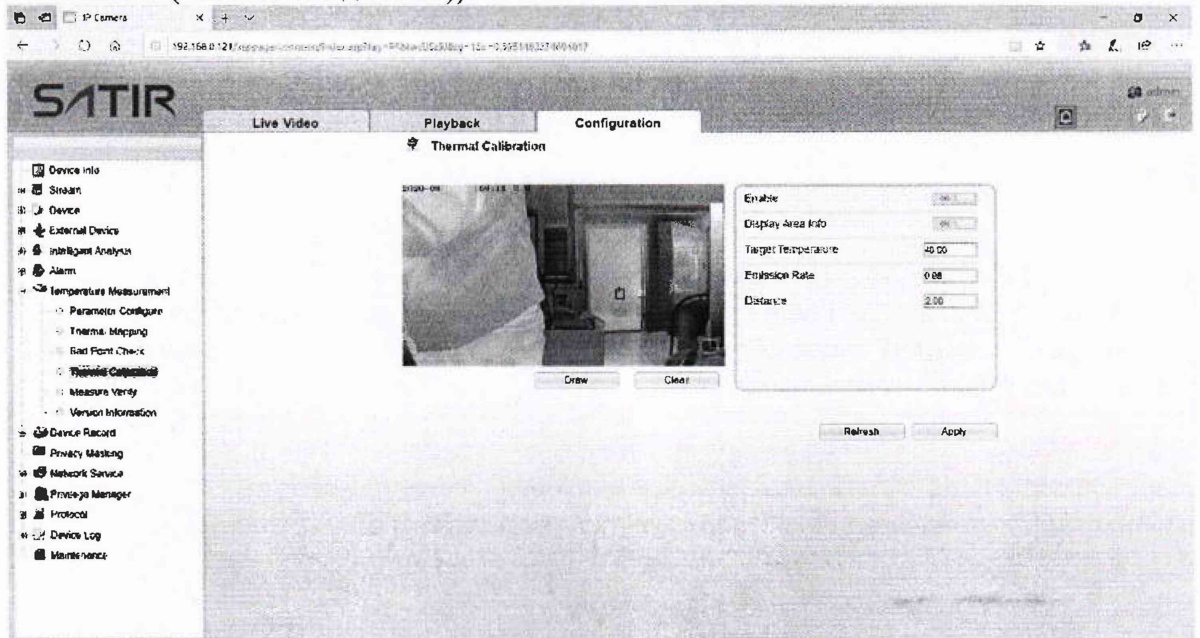 IP Camera
SATIR
admin
Live Video
Playback
Configuration
Thermal Calibration
Device Info
Stream
Device
External Device
Intelligent Analysis
Alarm
Temperature Measurement
Parameter Configure
Thermal Mapping
Bad Point Check
Thermal Calibration
Measure Verify
Version Information
Device Record
Privacy Masking
Network Service
Privilege Manager
Protocol
Device Log
Maintenance
Enable
Display Area Info
Target Temperature
40.00
Emission Rate
0.98
Distance
2.00
Draw
Clear
Refresh
Apply